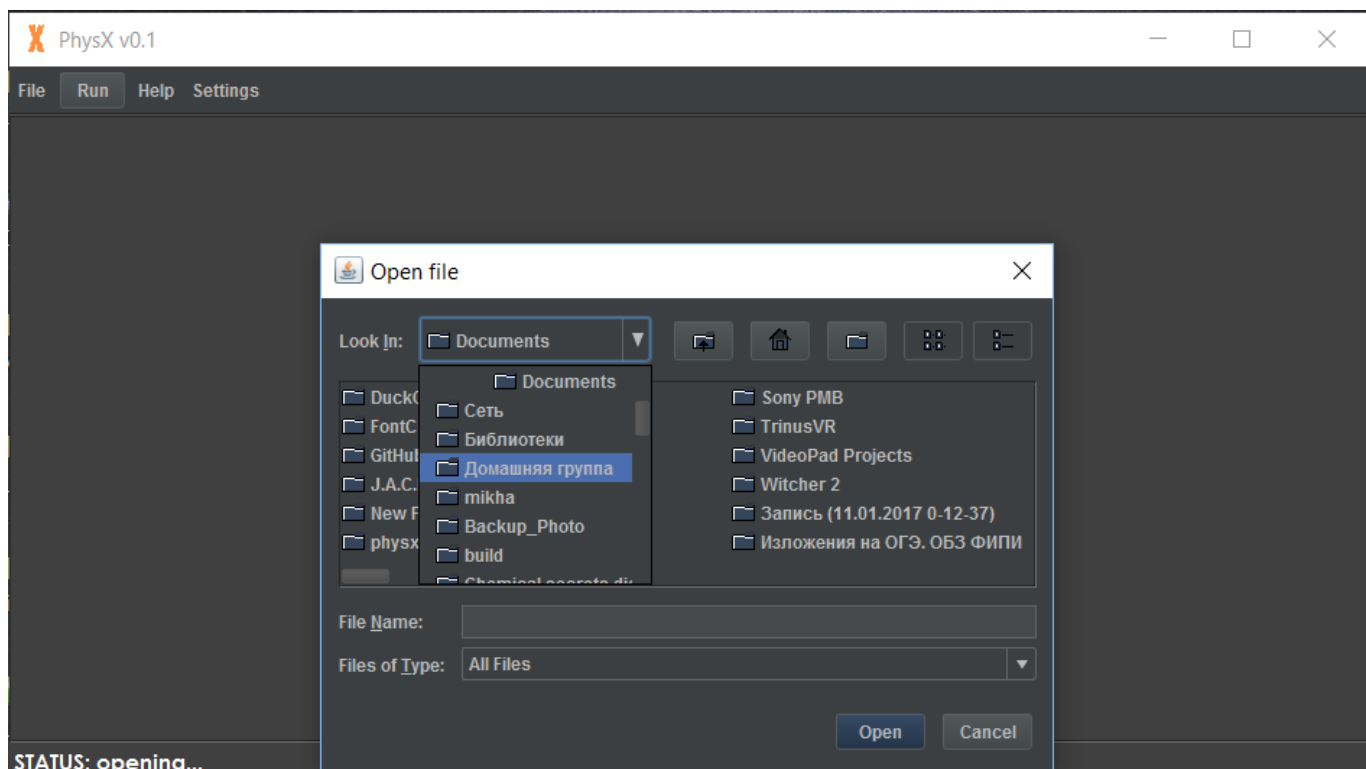 PhysX v0.1
File Run Help Settings
Open file
Look In: Documents
Documents
Сеть
Библиотеки
Домашняя группа
mikha
Backup_Photo
build
Sony PMB
TrinusVR
VideoPad Projects
Witcher 2
Запись (11.01.2017 0-12-37)
Изложения на ОГЭ. ОБЗ ФИПИ
File Name:
Files of Type: All Files
Open Cancel
STATUS: opening...